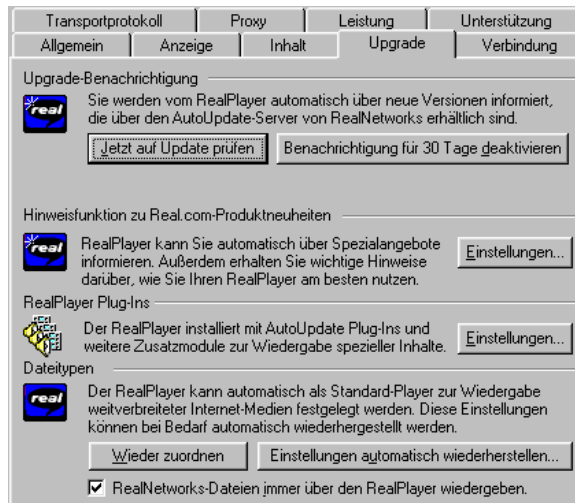 Transportprotokoll Proxy Leistung Unterstützung
Allgemein Anzeige Inhalt Upgrade Verbindung
Upgrade-Benachrichtigung
real
Sie werden vom RealPlayer automatisch über neue Versionen informiert,
die über den AutoUpdate-Server von RealNetworks erhältlich sind.
Jetzt auf Update prüfen Benachrichtigung für 30 Tage deaktivieren
Hinweisfunktion zu Real.com-Produktneuheiten
real
RealPlayer kann Sie automatisch über Spezialangebote
informieren. Außerdem erhalten Sie wichtige Hinweise
darüber, wie Sie Ihren RealPlayer am besten nutzen.
Einstellungen...
RealPlayer Plug-Ins
Der RealPlayer installiert mit AutoUpdate Plug-Ins und
weitere Zusatzmodule zur Wiedergabe spezieller Inhalte.
Einstellungen...
Dateitypen
real
Der RealPlayer kann automatisch als Standard-Player zur Wiedergabe
weitverbreiteter Internet-Medien festgelegt werden. Diese Einstellungen
können bei Bedarf automatisch wiederhergestellt werden.
Wieder zuordnen Einstellungen automatisch wiederherstellen...
RealNetworks-Dateien immer über den RealPlayer wiedergeben.